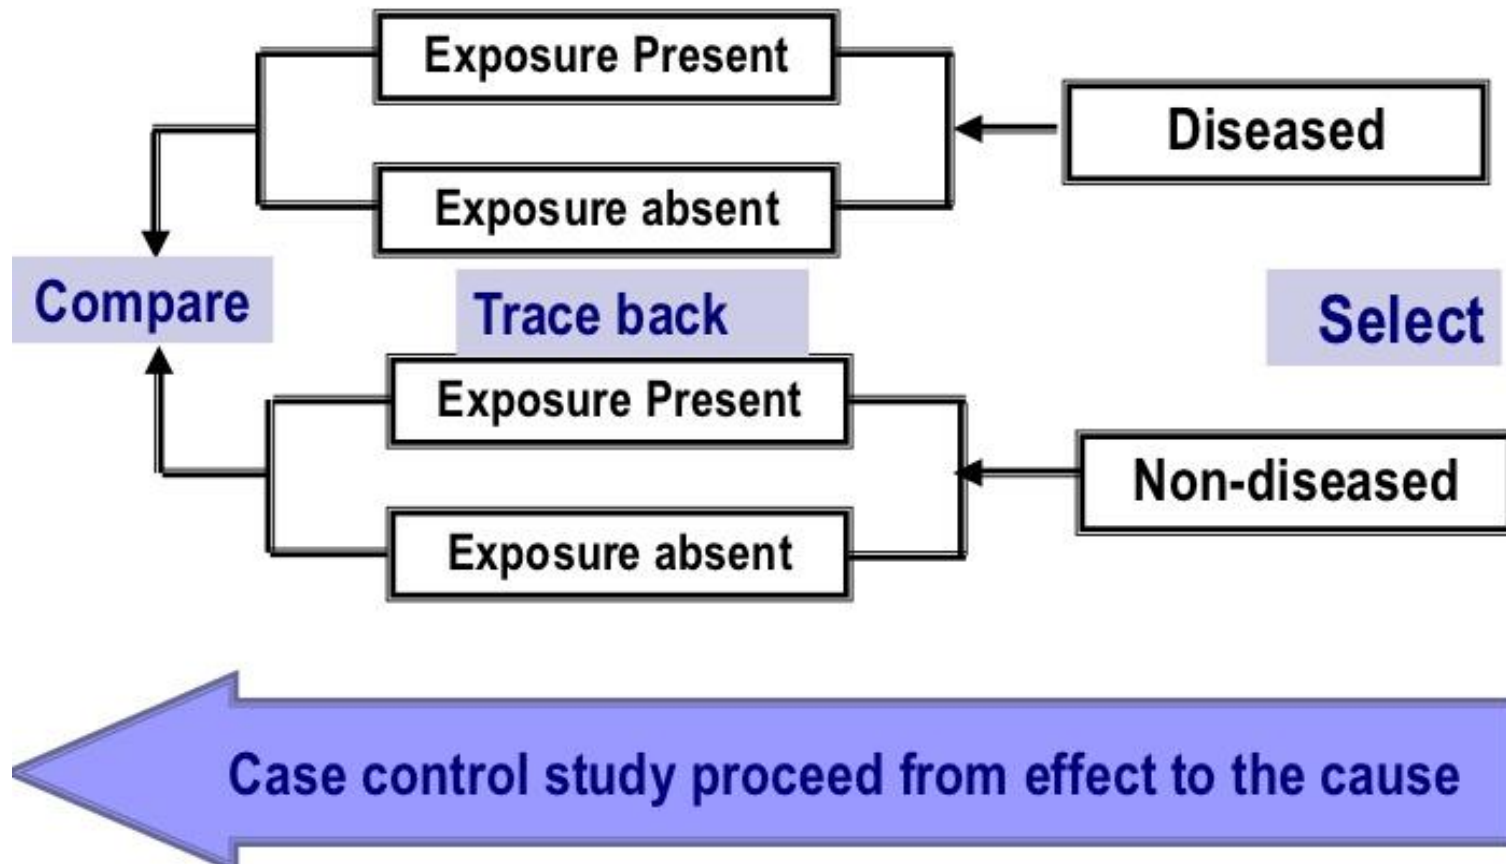 Exposure Present
Diseased
Exposure absent
Compare
Trace back
Select
Exposure Present
Non-diseased
Exposure absent
Case control study proceed from effect to the cause